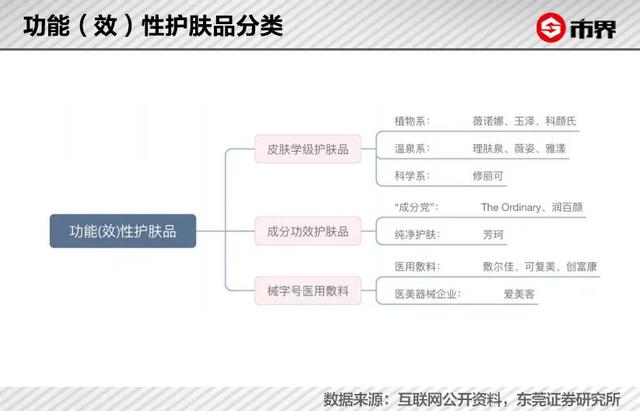 功能（效）性护肤品分类
市界
植物系： 薇诺娜、玉泽、科颜氏
皮肤学级护肤品
温泉系： 理肤泉、薇姿、雅漾
科学系： 修丽可
“成分党”： The Ordinary、润百颜
功能(效)性护肤品
成分功效护肤品
纯净护肤： 芳珂
医用敷料： 敷尔佳、可复美、创富康
械字号医用敷料
医美器械企业： 爱美客
数据来源：互联网公开资料，东莞证券研究所